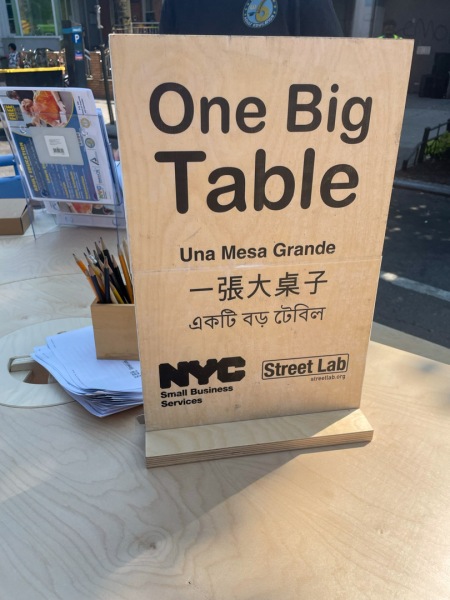 One Big
Table
Una Mesa Grande
一張大桌子
একটি বড় টেবিল
NYC
Small Business
Services
Street Lab
streetlab.org